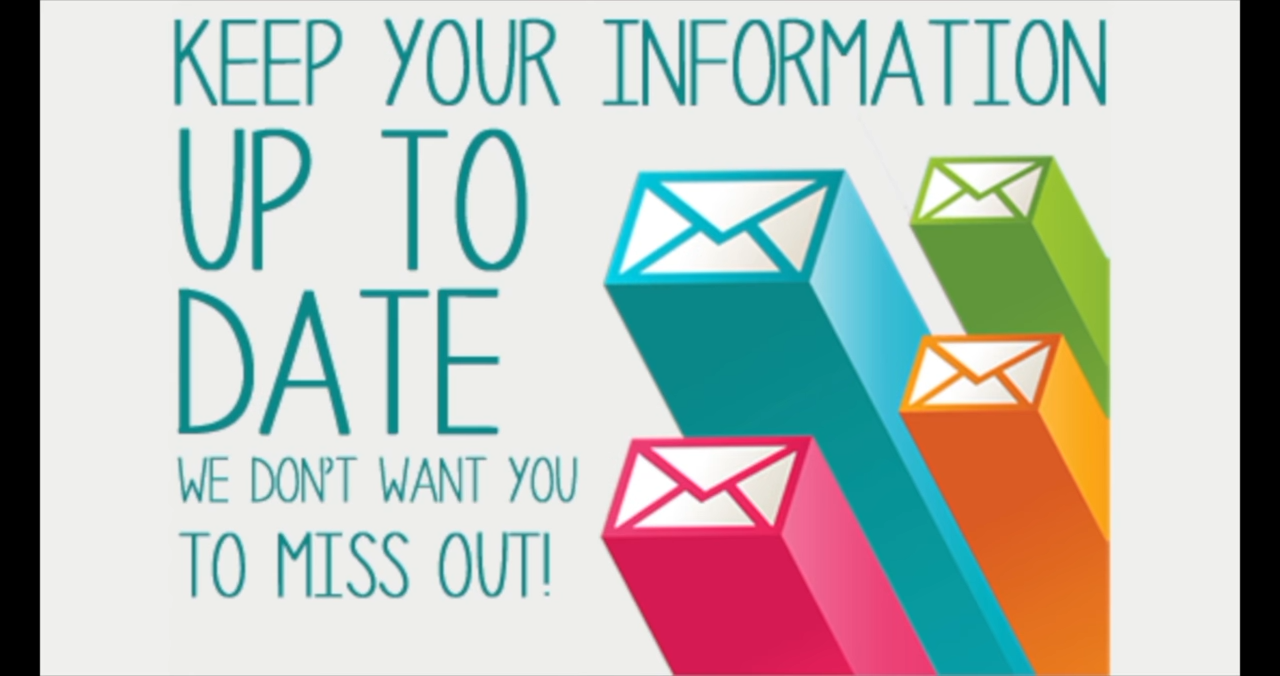 KEEP YOUR INFORMATION
UP TO
DATE
WE DON'T WANT YOU
TO MISS OUT!